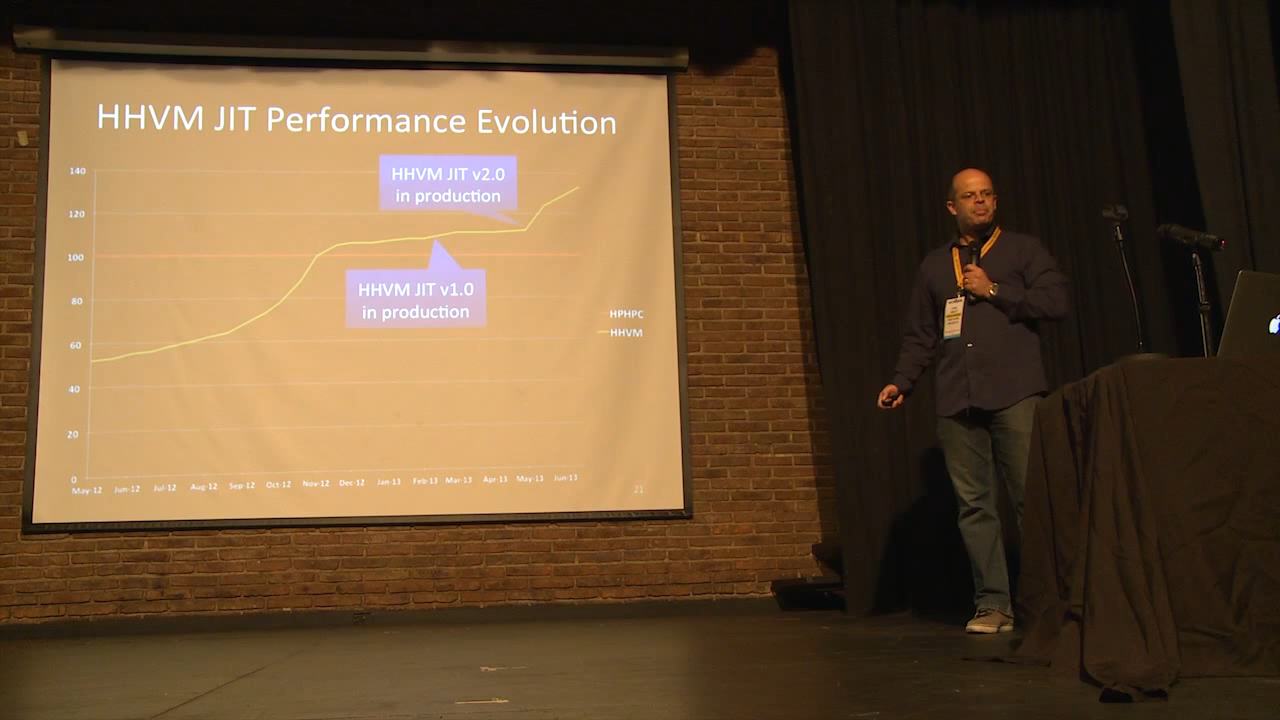 HHVM JIT Performance Evolution
140
120
100
80
60
40
20
0
HHVM JIT v2.0
in production
HHVM JIT v1.0
in production
HPHPC
HHVM
May-12 Jun-12 Jul-12 Aug-12 Sep-12 Oct-12 Nov-12 Dec-12 Jan-13 Feb-13 Mar-13 Apr-13 May-13 Jun-13
21